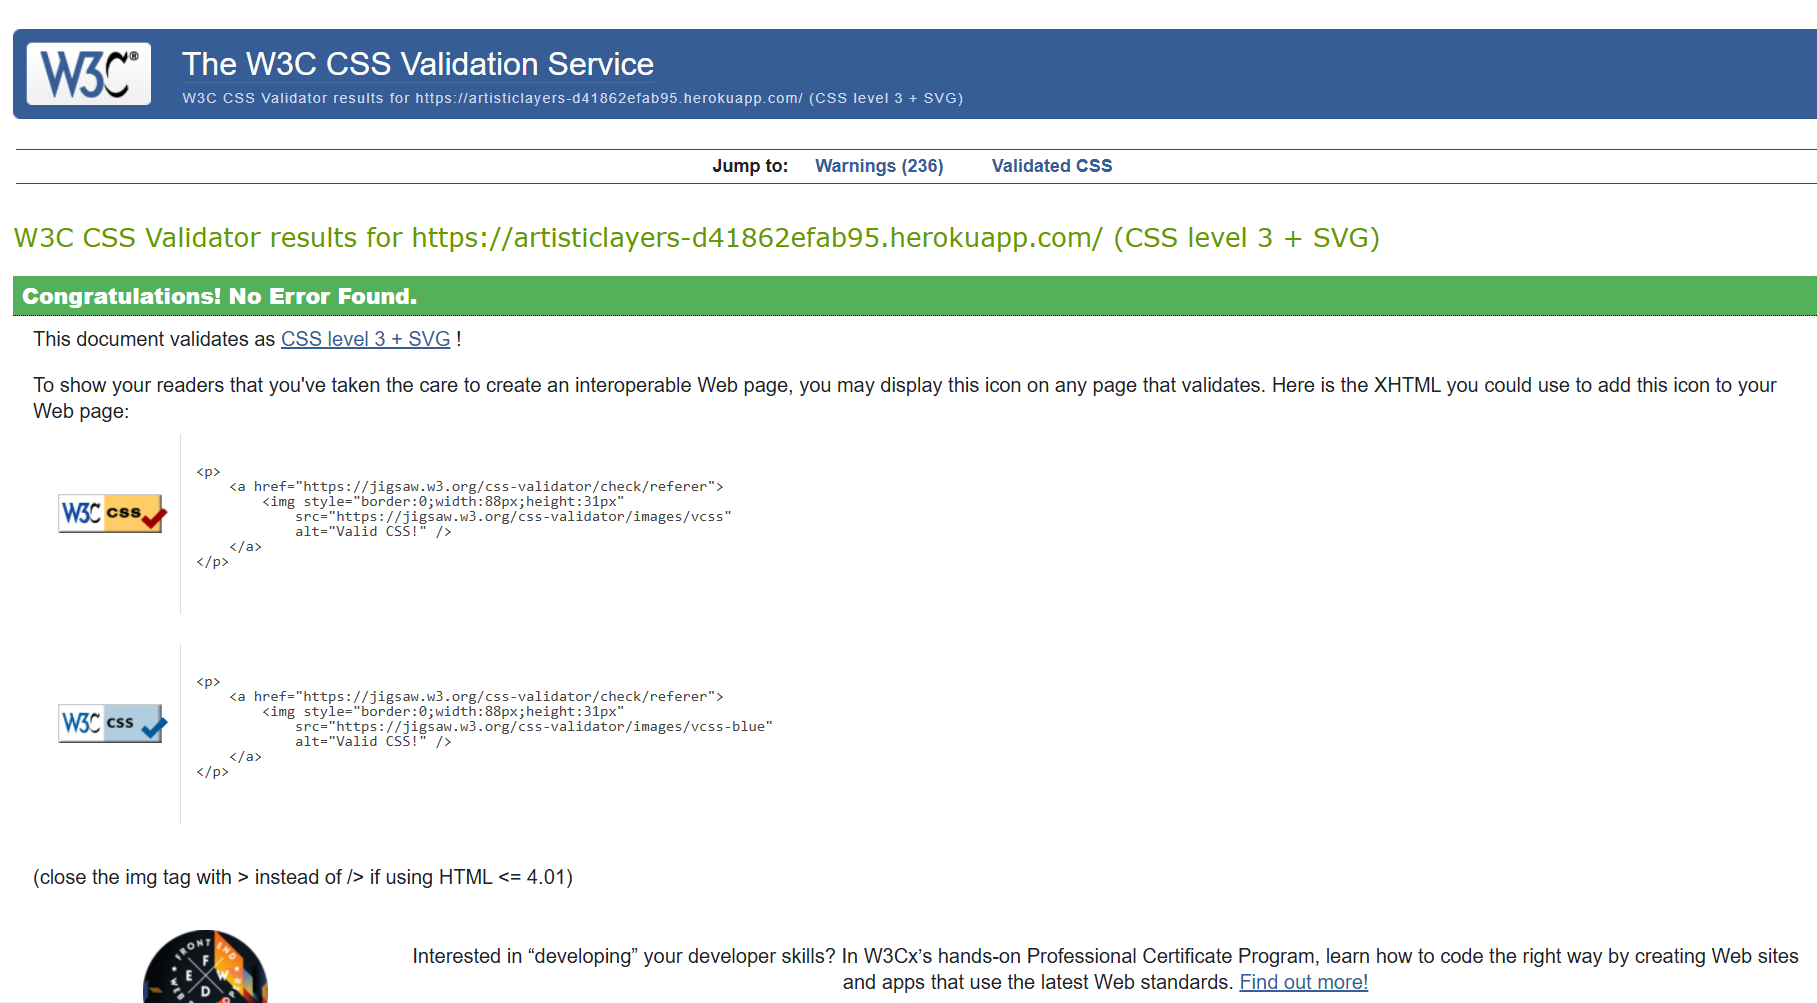 W3C®
The W3C CSS Validation Service
W3C CSS Validator results for https://artisticlayers-d41862efab95.herokuapp.com/ (CSS level 3 + SVG)
Jump to: Warnings (236) Validated CSS
W3C CSS Validator results for https://artisticlayers-d41862efab95.herokuapp.com/ (CSS level 3 + SVG)
Congratulations! No Error Found.
This document validates as CSS level 3 + SVG !
To show your readers that you've taken the care to create an interoperable Web page, you may display this icon on any page that validates. Here is the XHTML you could use to add this icon to your
Web page:
W3C css
<p>
    <a href="https://jigsaw.w3.org/css-validator/check/referer">
        <img style="border:0;width:88px;height:31px"
            src="https://jigsaw.w3.org/css-validator/images/vcss"
            alt="Valid CSS!" />
    </a>
</p>
W3C css
<p>
    <a href="https://jigsaw.w3.org/css-validator/check/referer">
        <img style="border:0;width:88px;height:31px"
            src="https://jigsaw.w3.org/css-validator/images/vcss-blue"
            alt="Valid CSS!" />
    </a>
</p>
(close the img tag with > instead of /> if using HTML <= 4.01)
FRONT END
F E W D
WEB
Interested in “developing” your developer skills? In W3Cx’s hands-on Professional Certificate Program, learn how to code the right way by creating Web sites
and apps that use the latest Web standards. Find out more!